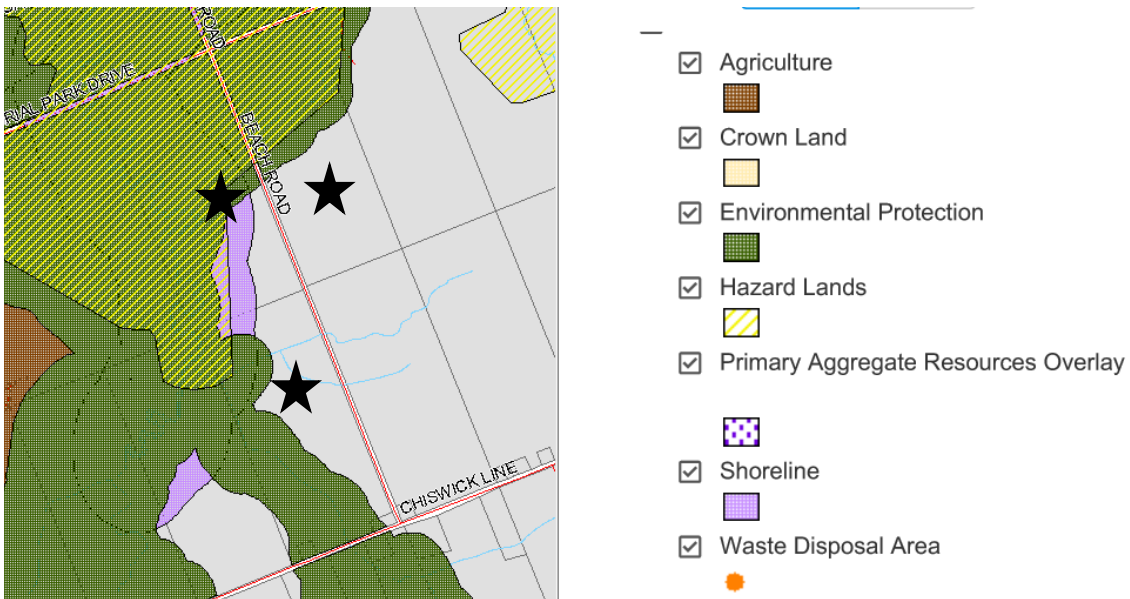 ROAD
RIAL PARK DRIVE
BEACH ROAD
CHISWICK LINE
Agriculture
Crown Land
Environmental Protection
Hazard Lands
Primary Aggregate Resources Overlay
Shoreline
Waste Disposal Area